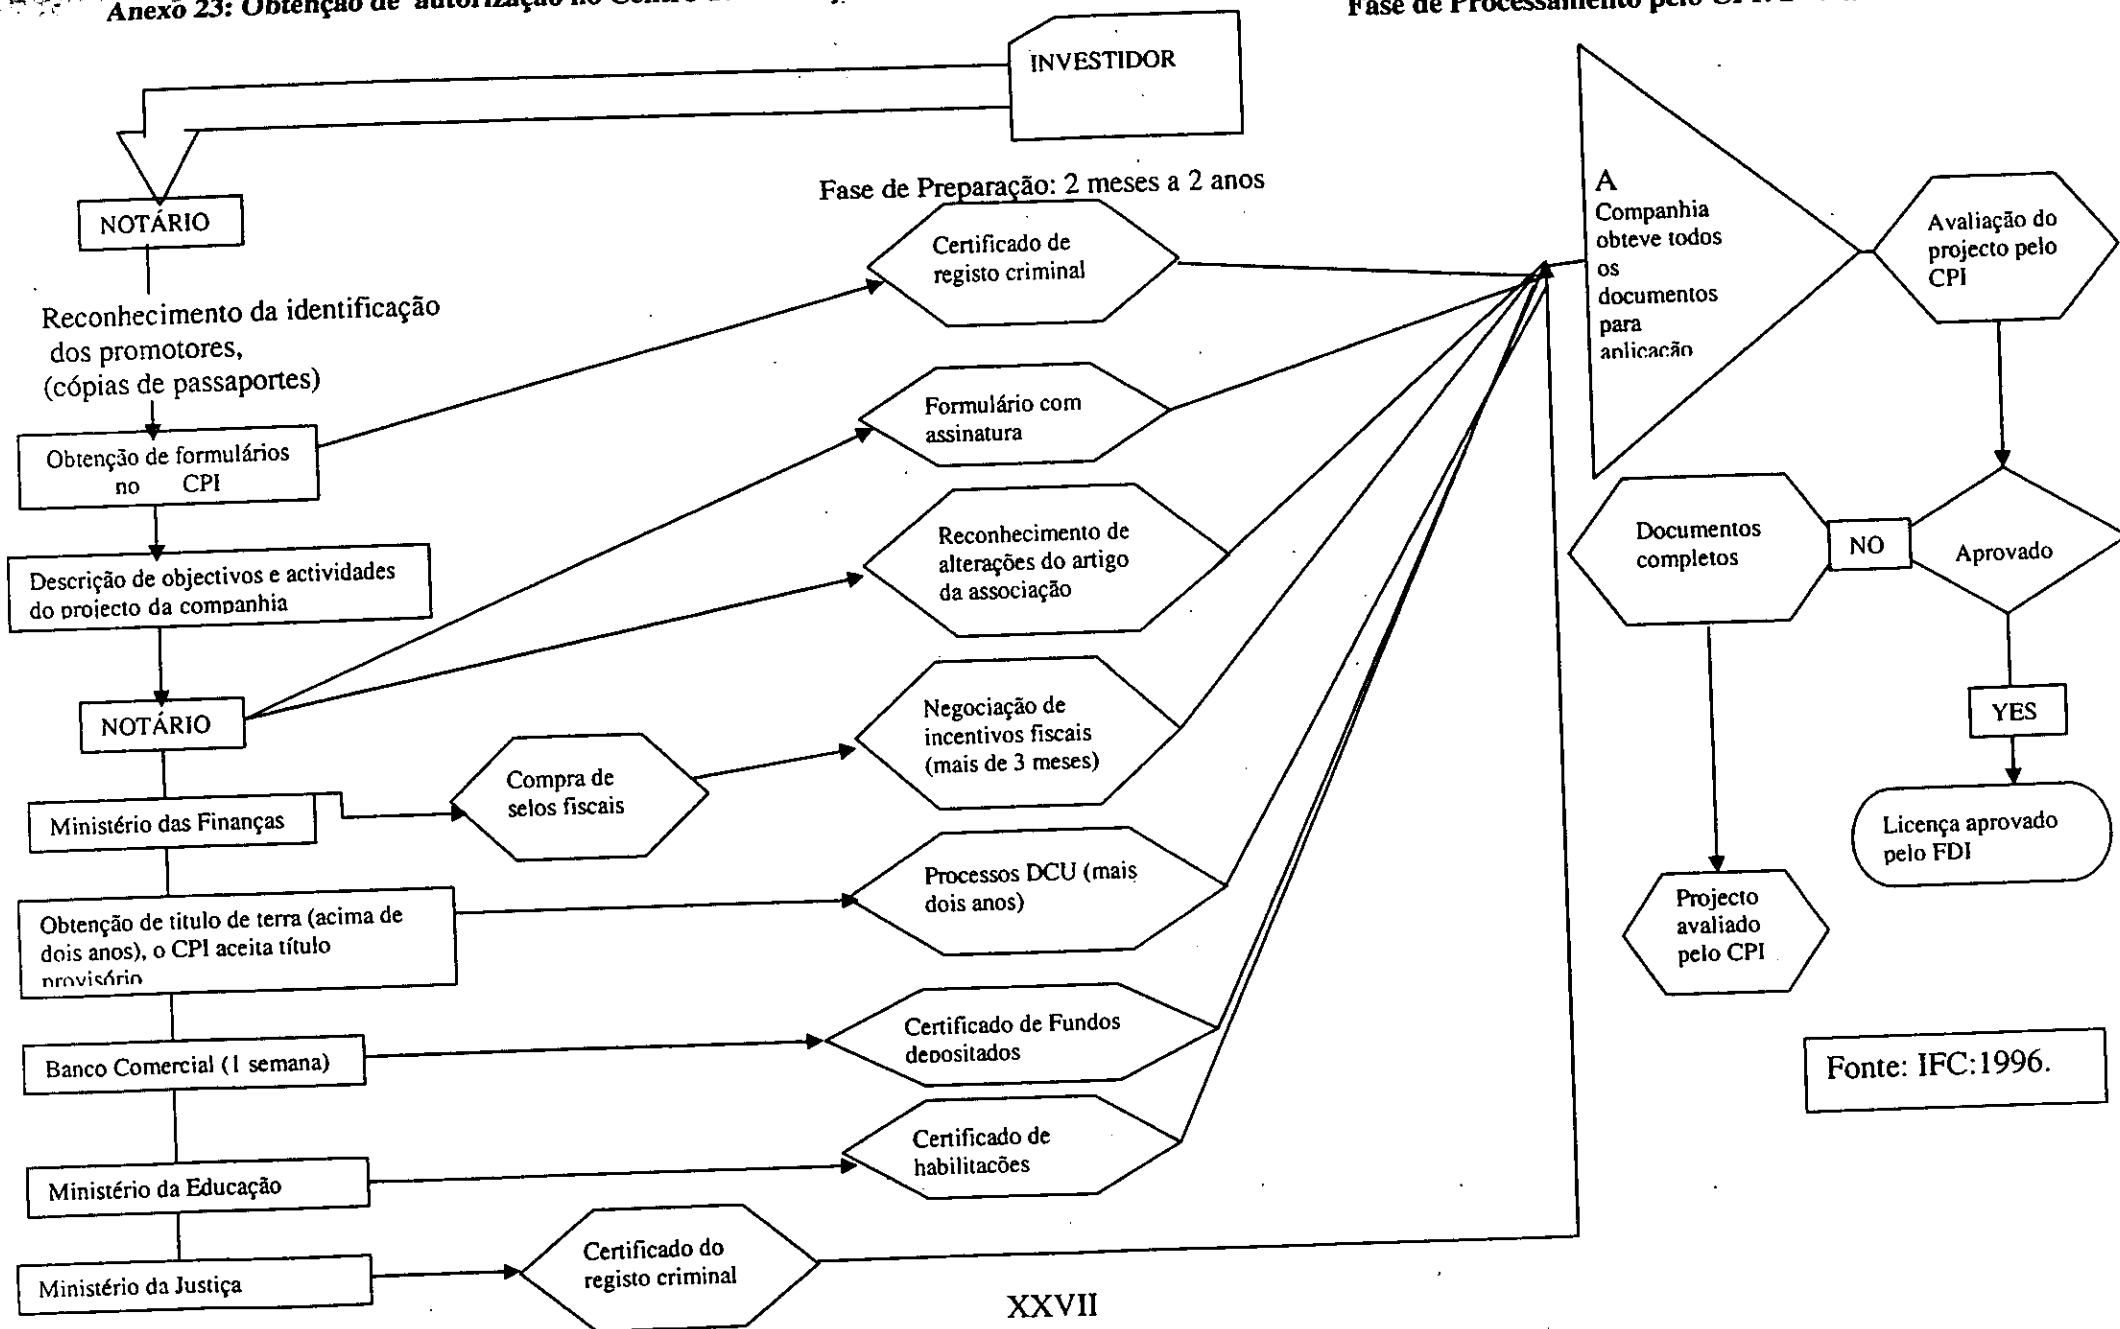 Anexo 23: Obtenção de autorização no Centro
Fase de Processamento pelo CPI:
INVESTIDOR
Fase de Preparação: 2 meses a 2 anos
NOTÁRIO
Reconhecimento da identificação
dos promotores,
(cópias de passaportes)
Obtenção de formulários
no CPI
Descrição de objectivos e actividades
do projecto da companhia
NOTÁRIO
Ministério das Finanças
Obtenção de titulo de terra (acima de
dois anos), o CPI aceita título
provisório
Banco Comercial (1 semana)
Ministério da Educação
Ministério da Justiça
Compra de
selos fiscais
Certificado do
registo criminal
Certificado de
registo criminal
Formulário com
assinatura
Reconhecimento de
alterações do artigo
da associação
Negociação de
incentivos fiscais
(mais de 3 meses)
Processos DCU (mais
dois anos)
Certificado de Fundos
depositados
Certificado de
habilitacões
A
Companhia
obteve todos
os
documentos
para
aplicação
Avaliação do
projecto pelo
CPI
Documentos
completos
NO
Aprovado
YES
Licença aprovado
pelo FDI
Projecto
avaliado
pelo CPI
Fonte: IFC:1996.
XXVII